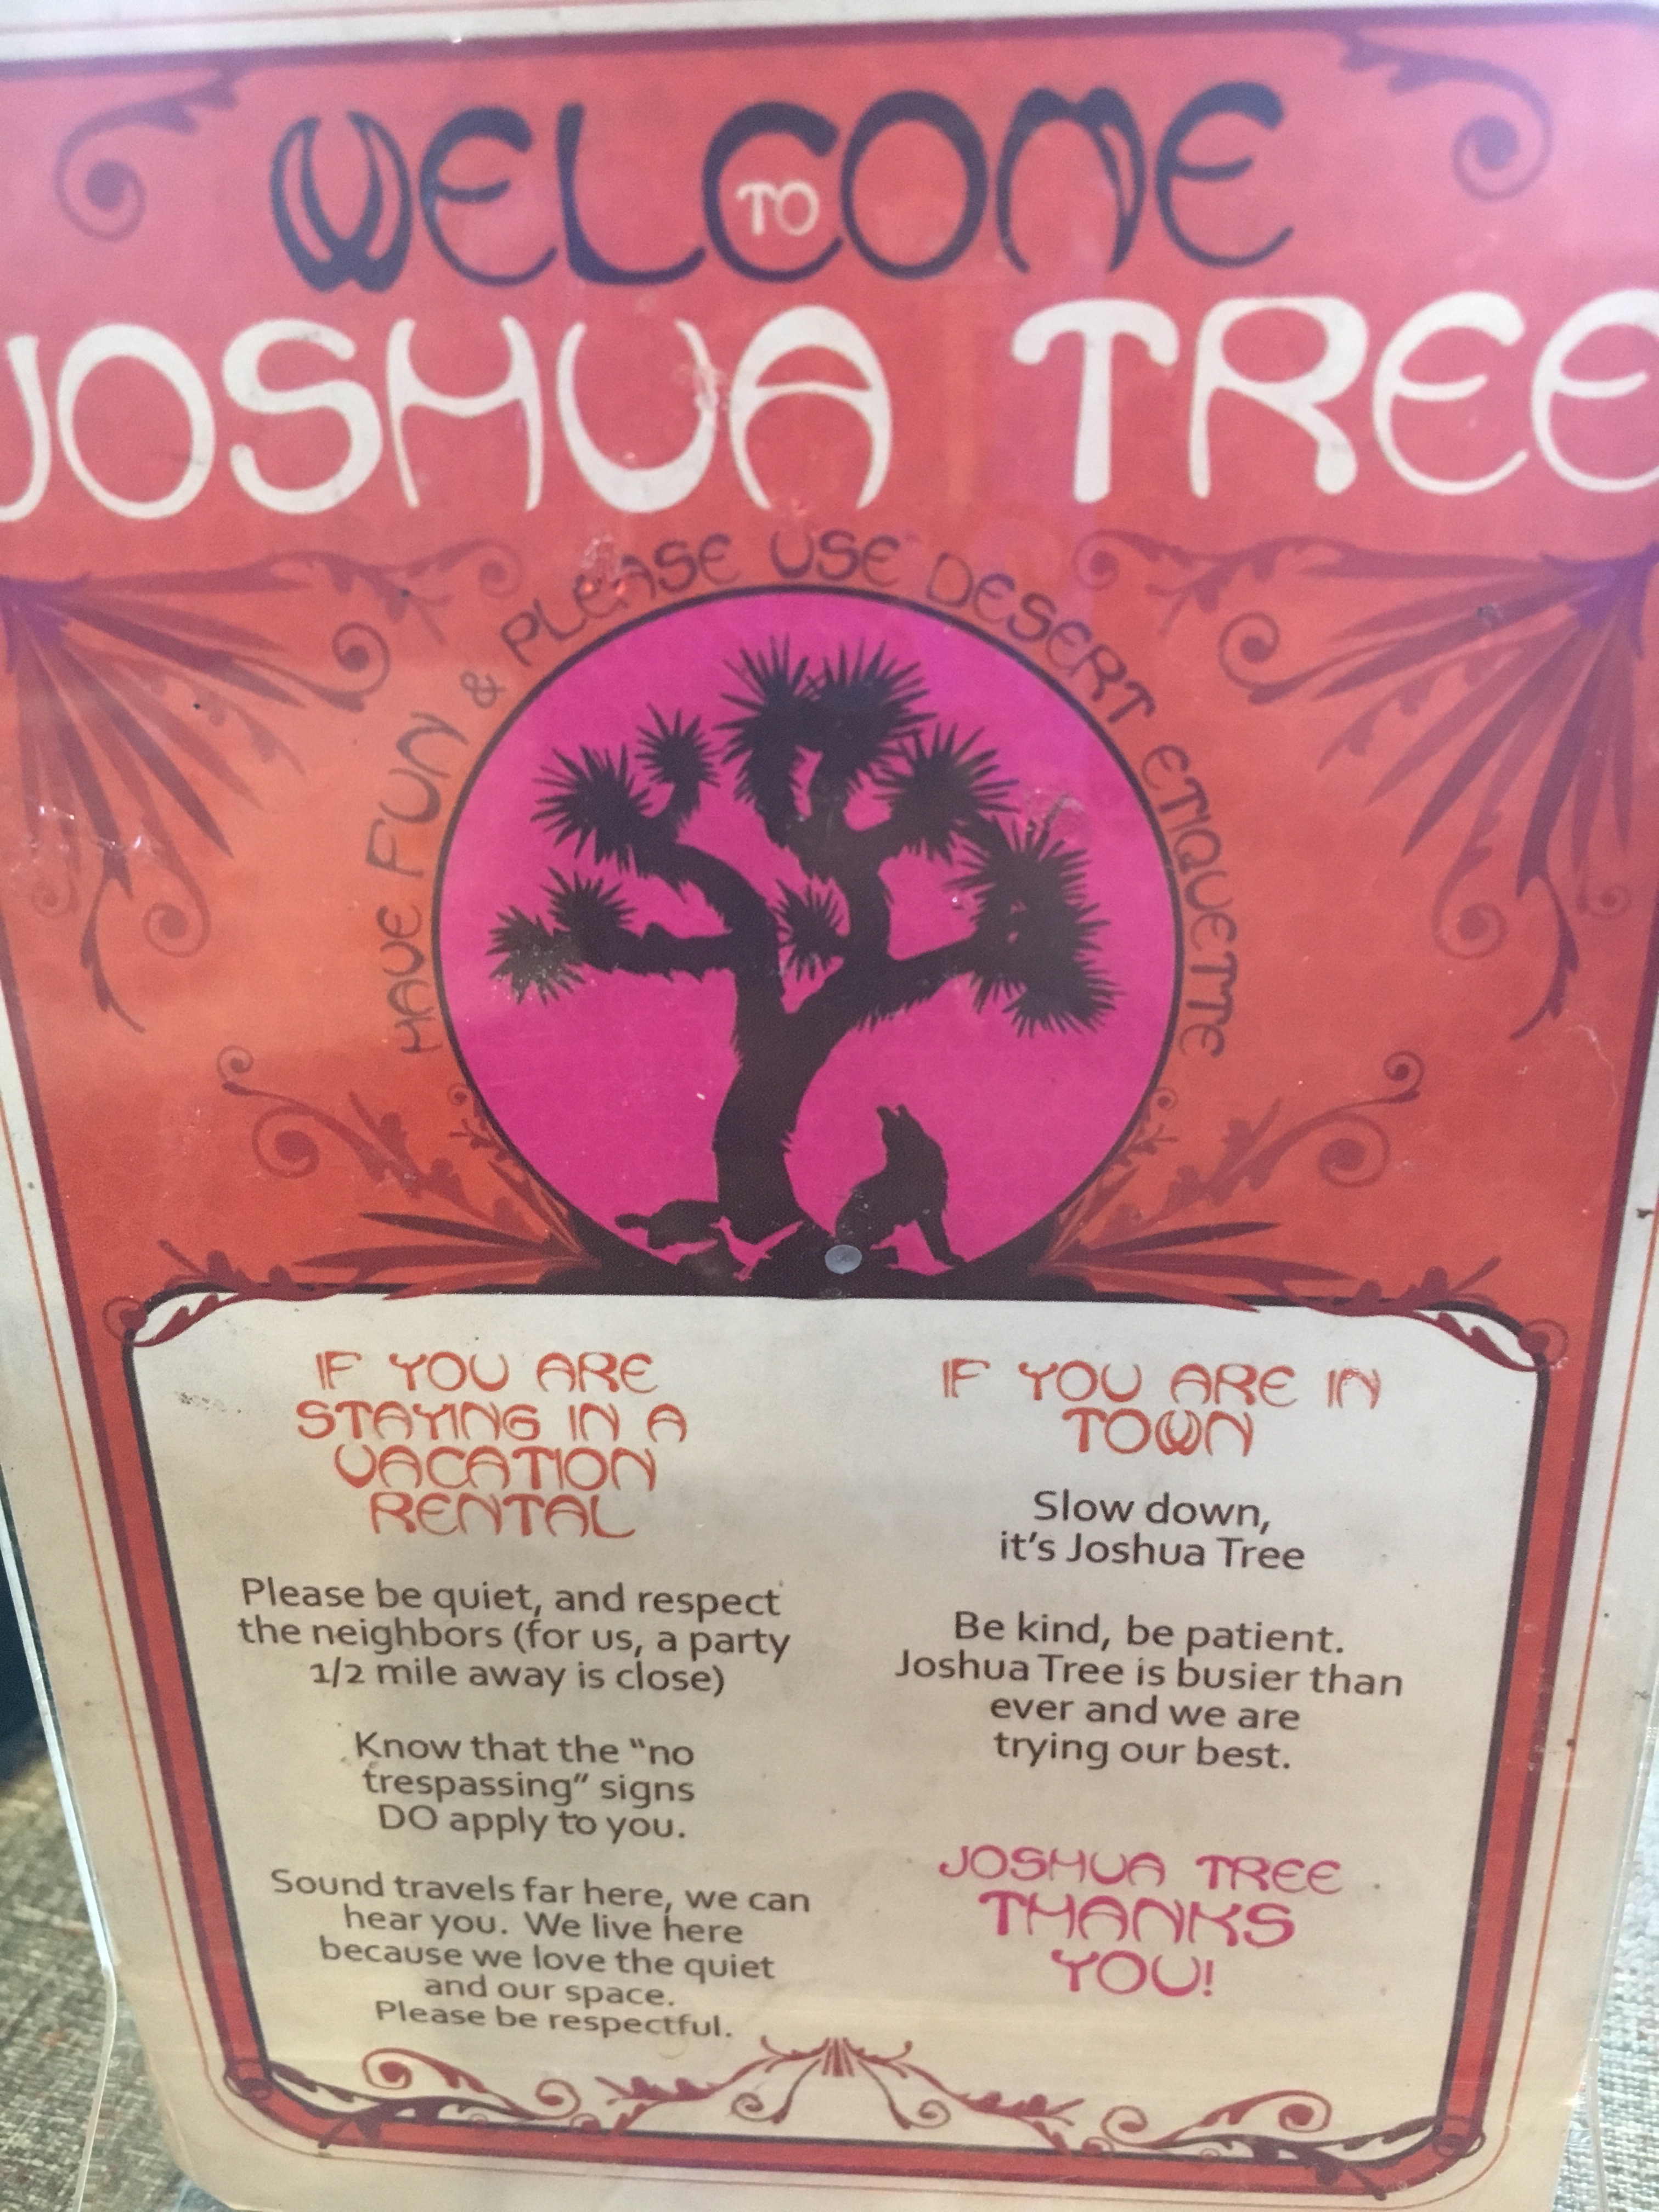 WELCOME
TO
JOSHUA TREE
HAVE FUN & PLEASE USE DESERT ETIQUETTE
IF YOU ARE
STAYING IN A
VACATION
RENTAL
Please be quiet, and respect
the neighbors (for us, a party
1/2 mile away is close)
Know that the "no
trespassing" signs
DO apply to you.
Sound travels far here, we can
hear you. We live here
because we love the quiet
and our space.
Please be respectful.
IF YOU ARE IN
TOWN
Slow down,
it's Joshua Tree
Be kind, be patient.
Joshua Tree is busier than
ever and we are
trying our best.
JOSHUA TREE
THANKS
YOU!